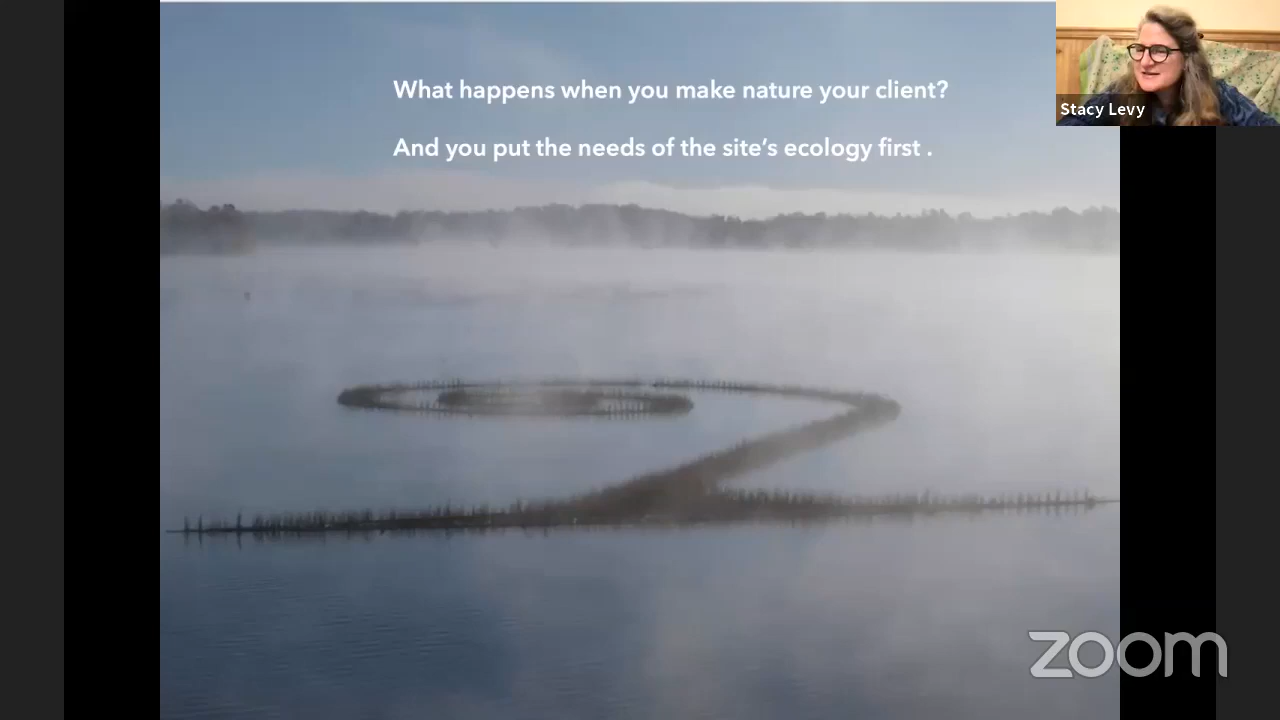 What happens when you make nature your client?
And you put the needs of the site's ecology first .
Stacy Levy
zoom